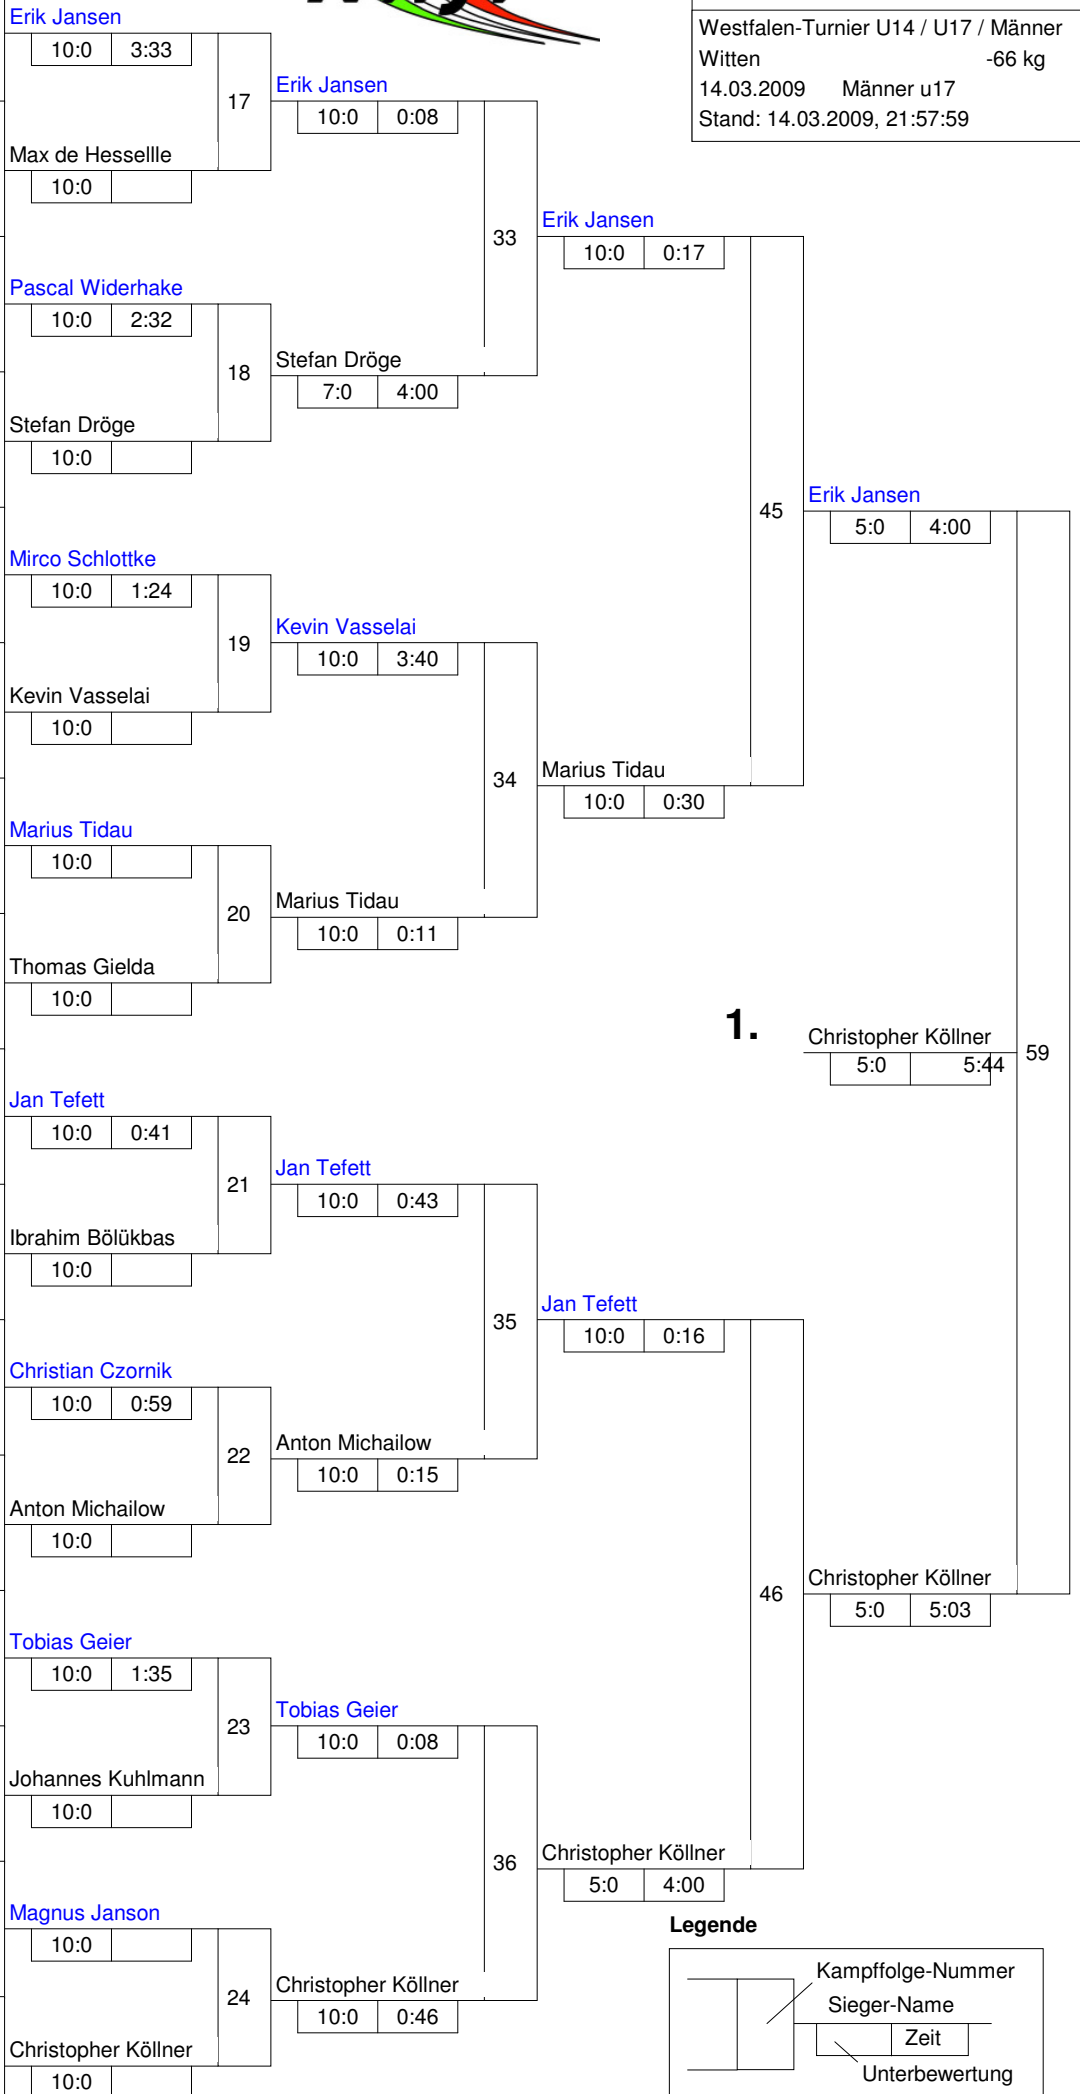 Erik Jansen
10:0 3:33
17
Max de Hessellle
10:0
Erik Jansen
10:0 0:08
Westfalen-Turnier U14 / U17 / Männer
Witten -66 kg
14.03.2009 Männer u17
Stand: 14.03.2009, 21:57:59
33
Erik Jansen
10:0 0:17
Pascal Widerhake
10:0 2:32
18
Stefan Dröge
10:0
Stefan Dröge
7:0 4:00
45
Erik Jansen
5:0 4:00
Mirco Schlottke
10:0 1:24
19
Kevin Vasselai
10:0
Kevin Vasselai
10:0 3:40
34
Marius Tidau
10:0 0:30
Marius Tidau
10:0
20
Thomas Gielda
10:0
Marius Tidau
10:0 0:11
1.
Christopher Köllner
5:0 5:44
59
Jan Tefett
10:0 0:41
21
Ibrahim Bölükbas
10:0
Jan Tefett
10:0 0:43
35
Jan Tefett
10:0 0:16
Christian Czornik
10:0 0:59
22
Anton Michailow
10:0
Anton Michailow
10:0 0:15
46
Christopher Köllner
5:0 5:03
Tobias Geier
10:0 1:35
23
Johannes Kuhlmann
10:0
Tobias Geier
10:0 0:08
36
Christopher Köllner
5:0 4:00
Magnus Janson
10:0
24
Christopher Köllner
10:0
Christopher Köllner
10:0 0:46
Legende
Kampffolge-Nummer
Sieger-Name
Zeit
Unterbewertung